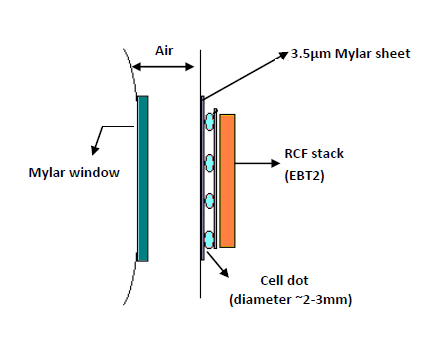 Air
3.5μm Mylar sheet
Mylar window
RCF stack
(EBT2)
Cell dot
(diameter ~2-3mm)